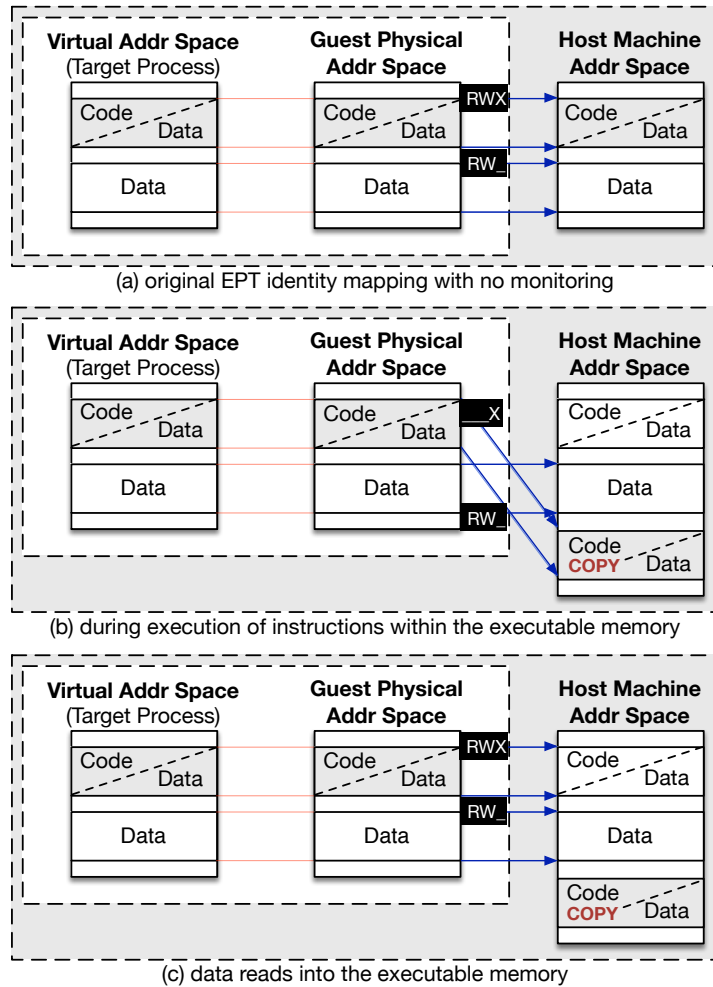 Virtual Addr Space
(Target Process)
Guest Physical
Addr Space
Host Machine
Addr Space
Code
Data
Code
Data
RWX
Code
Data
RW_
Data
Data
Data
(a) original EPT identity mapping with no monitoring
Virtual Addr Space
(Target Process)
Guest Physical
Addr Space
Host Machine
Addr Space
Code
Data
Code
Data
__X
Code
Data
Data
Data
Data
RW_
Code
COPY
Data
(b) during execution of instructions within the executable memory
Virtual Addr Space
(Target Process)
Guest Physical
Addr Space
Host Machine
Addr Space
Code
Data
Code
Data
RWX
Code
Data
RW_
Data
Data
Data
Code
COPY
Data
(c) data reads into the executable memory